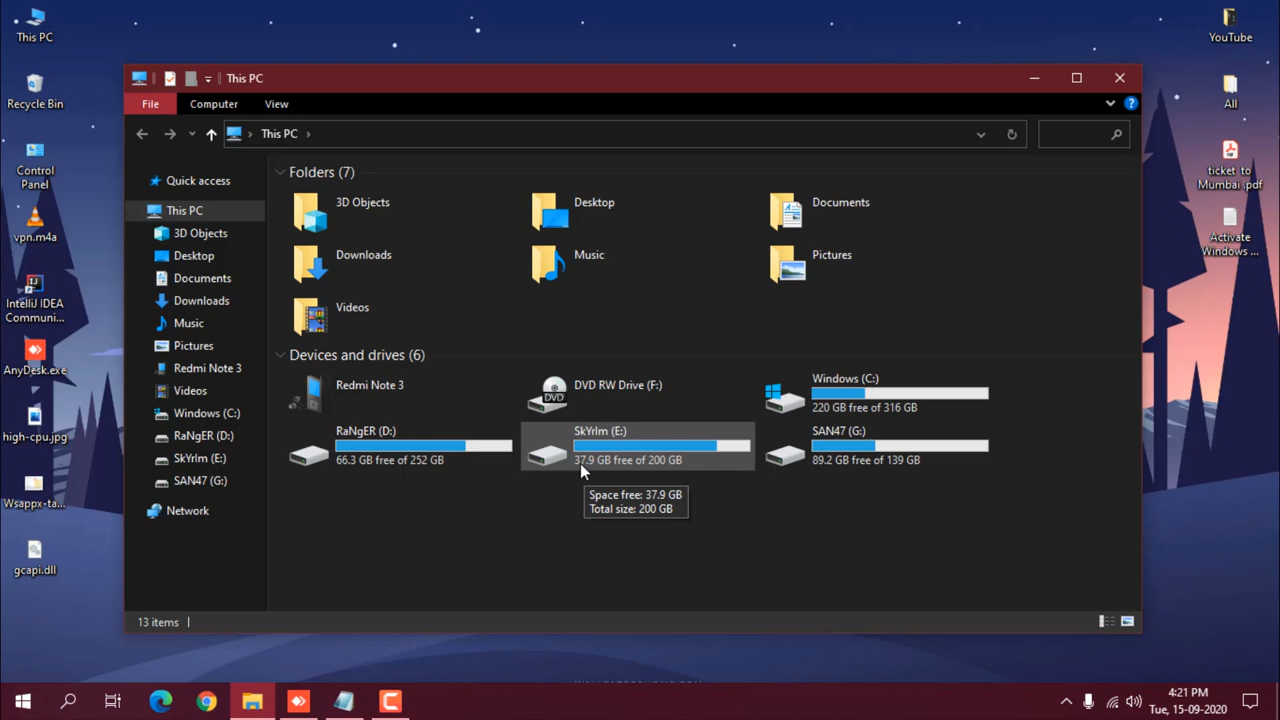 This PC
Recycle Bin
Control
Panel
vpn.m4a
IntelliJ IDEA
Communi...
AnyDesk.exe
high-cpu.jpg
Wsappx-ta...
gcapi.dll
This PC
File
Computer
View
This PC
Quick access
This PC
3D Objects
Desktop
Documents
Downloads
Music
Pictures
Redmi Note 3
Videos
Windows (C:)
RaNgER (D:)
SkYrIm (E:)
SAN47 (G:)
Network
Folders (7)
3D Objects
Desktop
Documents
Downloads
Music
Pictures
Videos
Devices and drives (6)
Redmi Note 3
DVD
DVD RW Drive (F:)
Windows (C:)
220 GB free of 316 GB
RaNgER (D:)
66.3 GB free of 252 GB
SkYrIm (E:)
37.9 GB free of 200 GB
SAN47 (G:)
89.2 GB free of 139 GB
Space free: 37.9 GB
Total size: 200 GB
13 items
YouTube
All
ticket_to
Mumbai_.pdf
Activate
Windows ...
4:21 PM
Tue, 15-09-2020